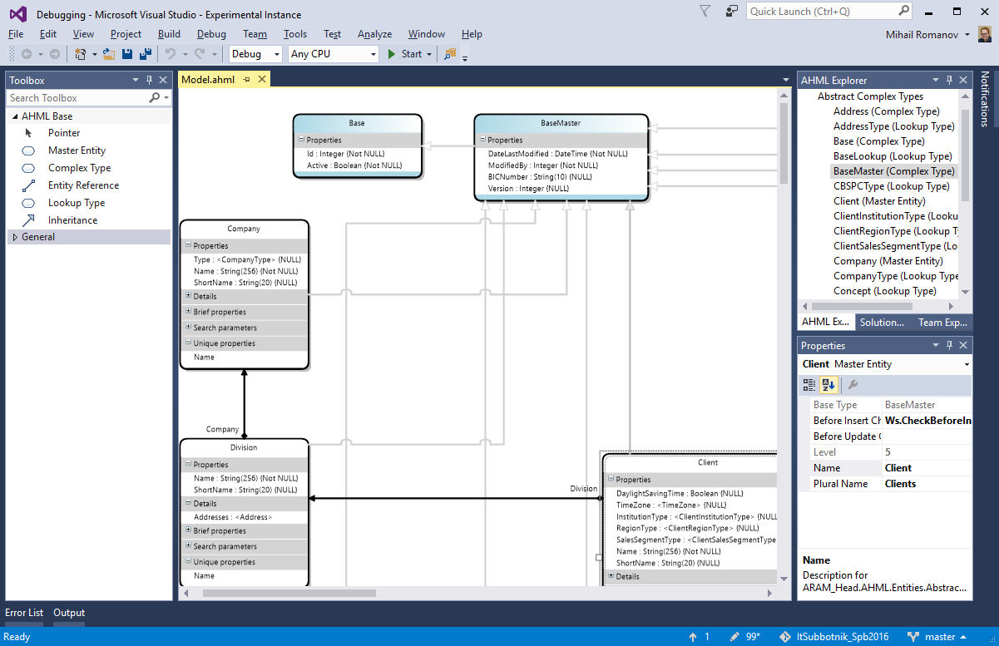 Debugging - Microsoft Visual Studio - Experimental Instance
Quick Launch (Ctrl+Q)
File Edit View Project Build Debug Team Tools Test Analyze Window Help
Mihail Romanov
Debug Any CPU Start
Toolbox
Search Toolbox
AHML Base
Pointer
Master Entity
Complex Type
Entity Reference
Lookup Type
Inheritance
General
Model.ahml
Base
Properties
Id : Integer {Not NULL}
Active : Boolean {Not NULL}
BaseMaster
Properties
DateLastModified : DateTime {Not NULL}
ModifiedBy : Integer {Not NULL}
BICNumber : String(10) {NULL}
Version : Integer {NULL}
Company
Properties
Type : <CompanyType> {NULL}
Name : String(256) {Not NULL}
ShortName : String(20) {NULL}
Details
Brief properties
Search parameters
Unique properties
Name
Company
Division
Properties
Name : String(256) {Not NULL}
ShortName : String(20) {NULL}
Details
Addresses : <Address>
Brief properties
Search parameters
Unique properties
Name
Division
Client
Properties
DaylightSavingTime : Boolean {NULL}
TimeZone : <TimeZone> {NULL}
InstitutionType : <ClientInstitutionType> {NULL
RegionType : <ClientRegionType> {NULL}
SalesSegmentType : <ClientSalesSegmentType
Name : String(256) {Not NULL}
ShortName : String(20) {NULL}
Details
AHML Explorer
Abstract Complex Types
Address (Complex Type)
AddressType (Lookup Type)
Base (Complex Type)
BaseLookup (Lookup Type)
BaseMaster (Complex Type)
CBSPCType (Lookup Type)
Client (Master Entity)
ClientInstitutionType (Looku
ClientRegionType (Lookup T
ClientSalesSegmentType (Lo
Company (Master Entity)
CompanyType (Lookup Type
Concept (Lookup Type)
AHML Ex... Solution... Team Exp...
Properties
Client Master Entity
Base Type BaseMaster
Before Insert Ch Ws.CheckBeforeIn
Before Update C
Level 5
Name Client
Plural Name Clients
Name
Description for
ARAM_Head.AHML.Entities.Abstrac...
Notifications
Error List Output
Ready 1 99* ItSubbotnik_Spb2016 master